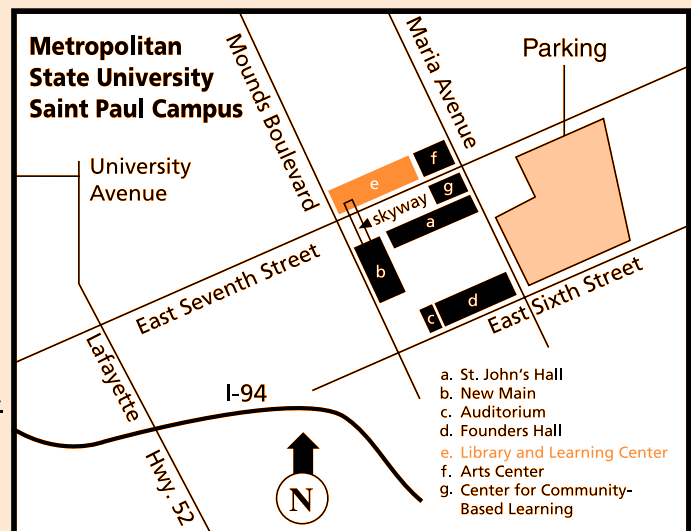 Metropolitan
State University
Saint Paul Campus
Mounds Boulevard
Maria Avenue
Parking
University
Avenue
f
e
g
skyway
a
b
East Seventh Street
d
c
East Sixth Street
Lafayette
I-94
Hwy. 52
N
a. St. John's Hall
b. New Main
c. Auditorium
d. Founders Hall
e. Library and Learning Center
f. Arts Center
g. Center for Community-
Based Learning